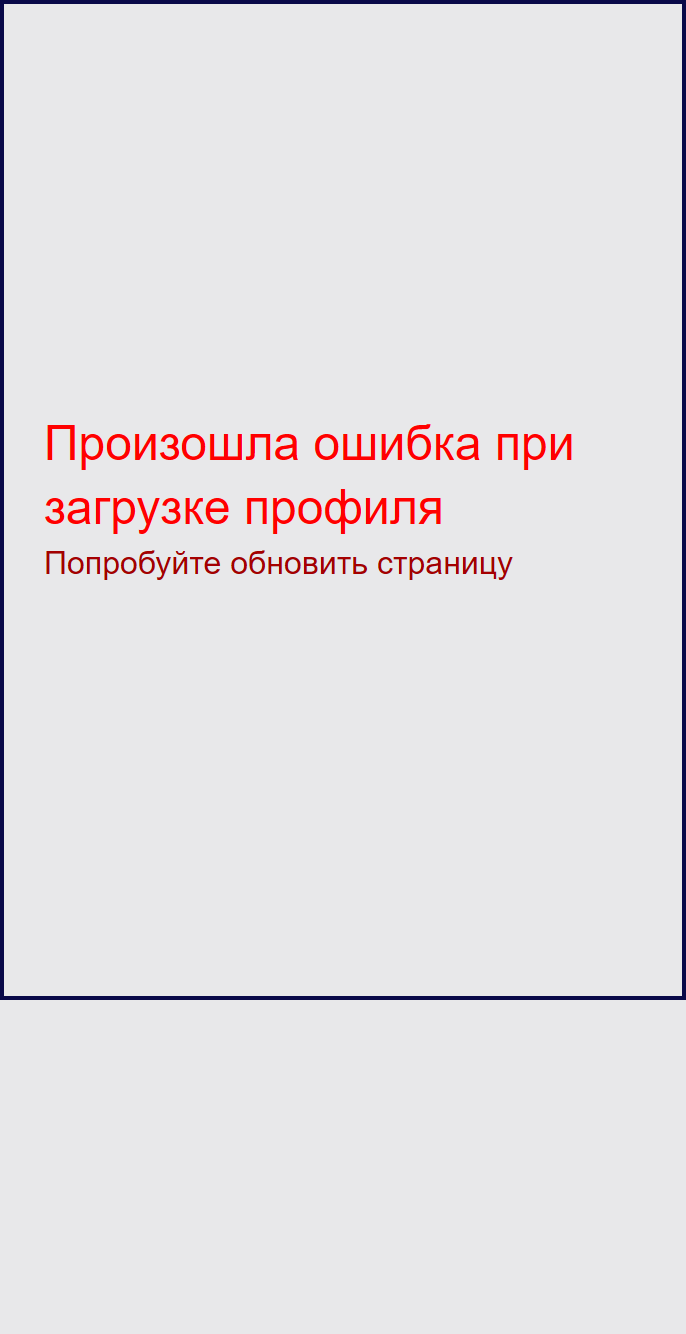 Произошла ошибка при
загрузке профиля
Попробуйте обновить страницу